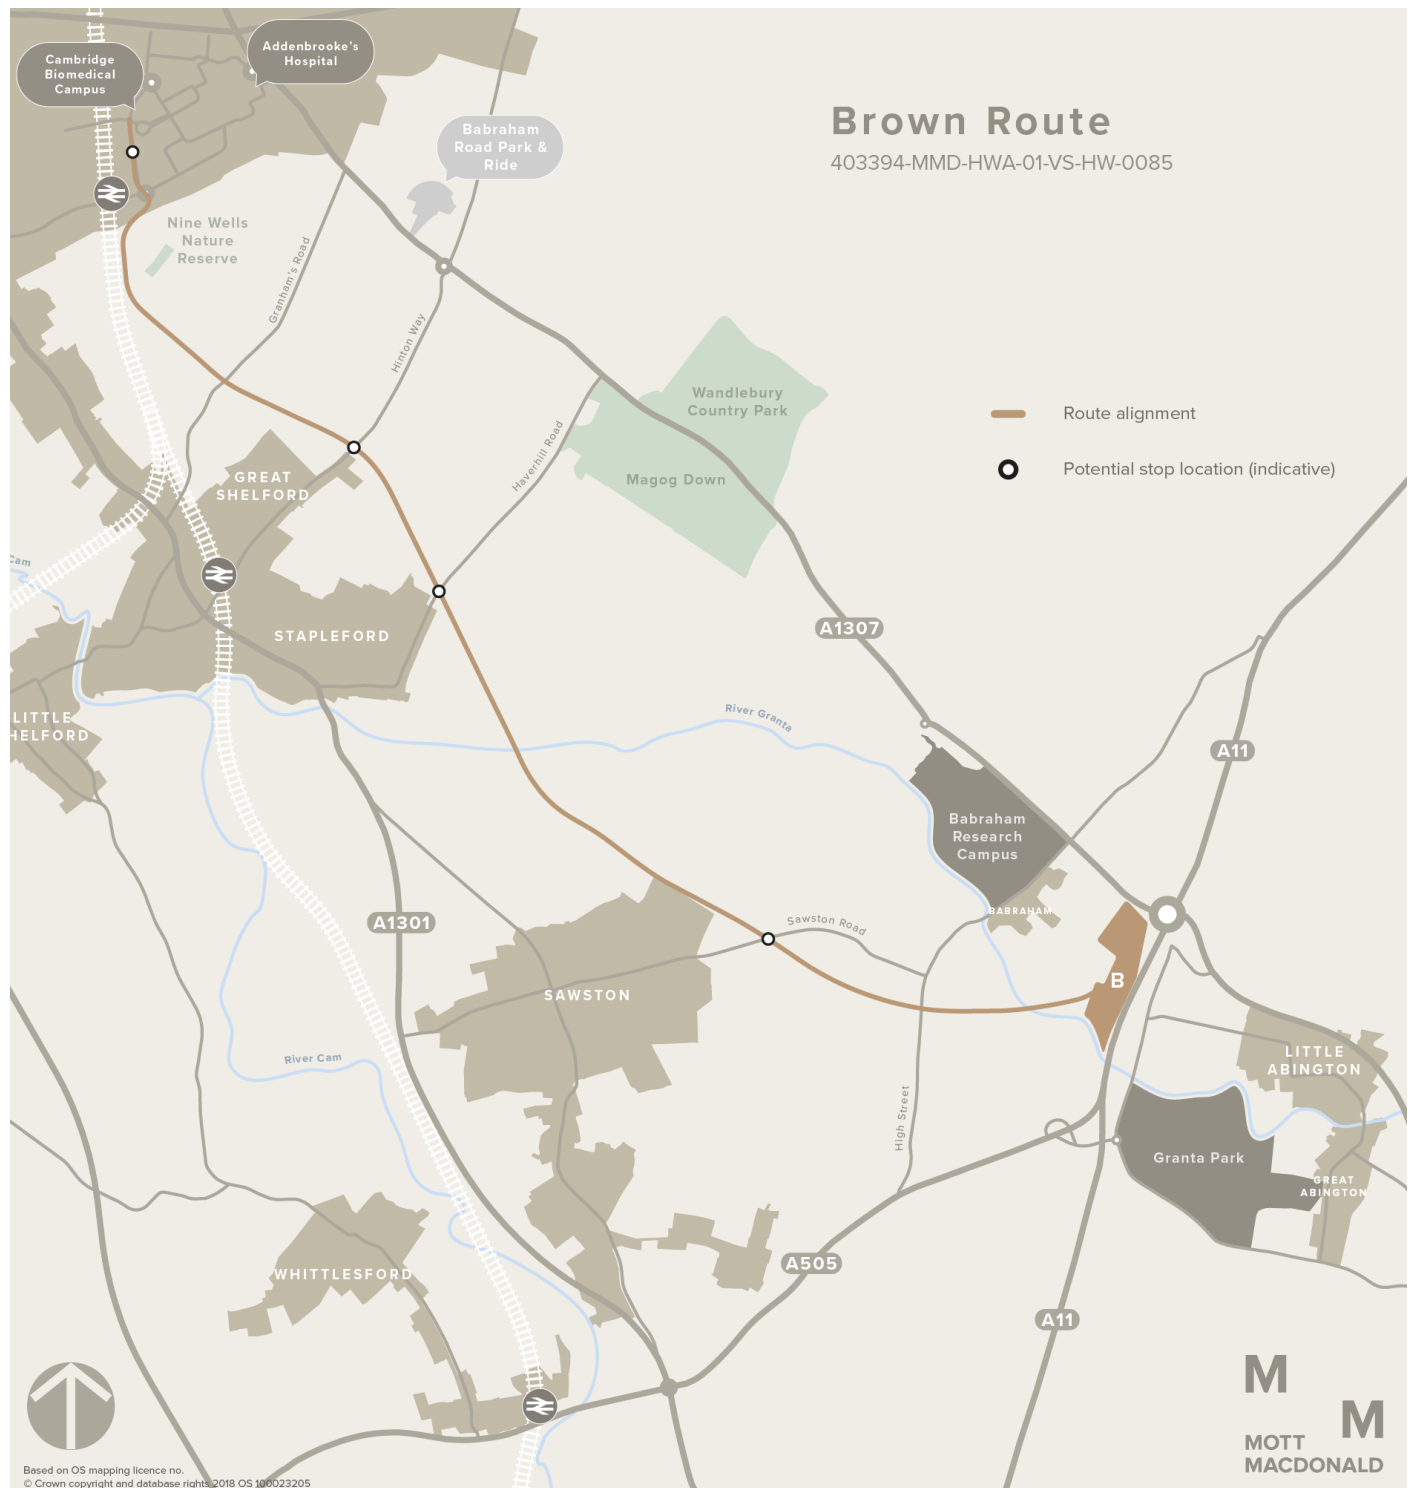 Cambridge
Biomedical
Campus
Addenbrooke's
Hospital
Babraham
Road Park &
Ride
Brown Route
403394-MMD-HWA-01-VS-HW-0085
Nine Wells
Nature
Reserve
Granham's Road
Hinton Way
Haverhill Road
Wandlebury
Country Park
Magog Down
Route alignment
Potential stop location (indicative)
GREAT
SHELFORD
Cam
STAPLEFORD
A1307
LITTLE
HELFORD
River Granta
A11
Babraham
Research
Campus
BABRAHAM
A1301
Sawston Road
SAWSTON
B
River Cam
LITTLE
ABINGTON
High Street
Granta Park
GREAT
ABINGTON
WHITTLESFORD
A505
A11
M
M
MOTT
MACDONALD
Based on OS mapping licence no.
© Crown copyright and database rights 2018 OS 100023205